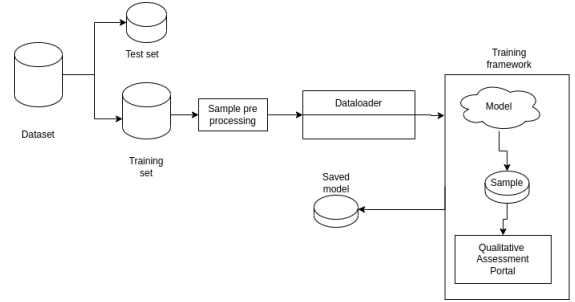 Test set
Dataset
Training
set
Sample pre
processing
Dataloader
Training
framework
Model
Sample
Qualitative
Assessment
Portal
Saved
model